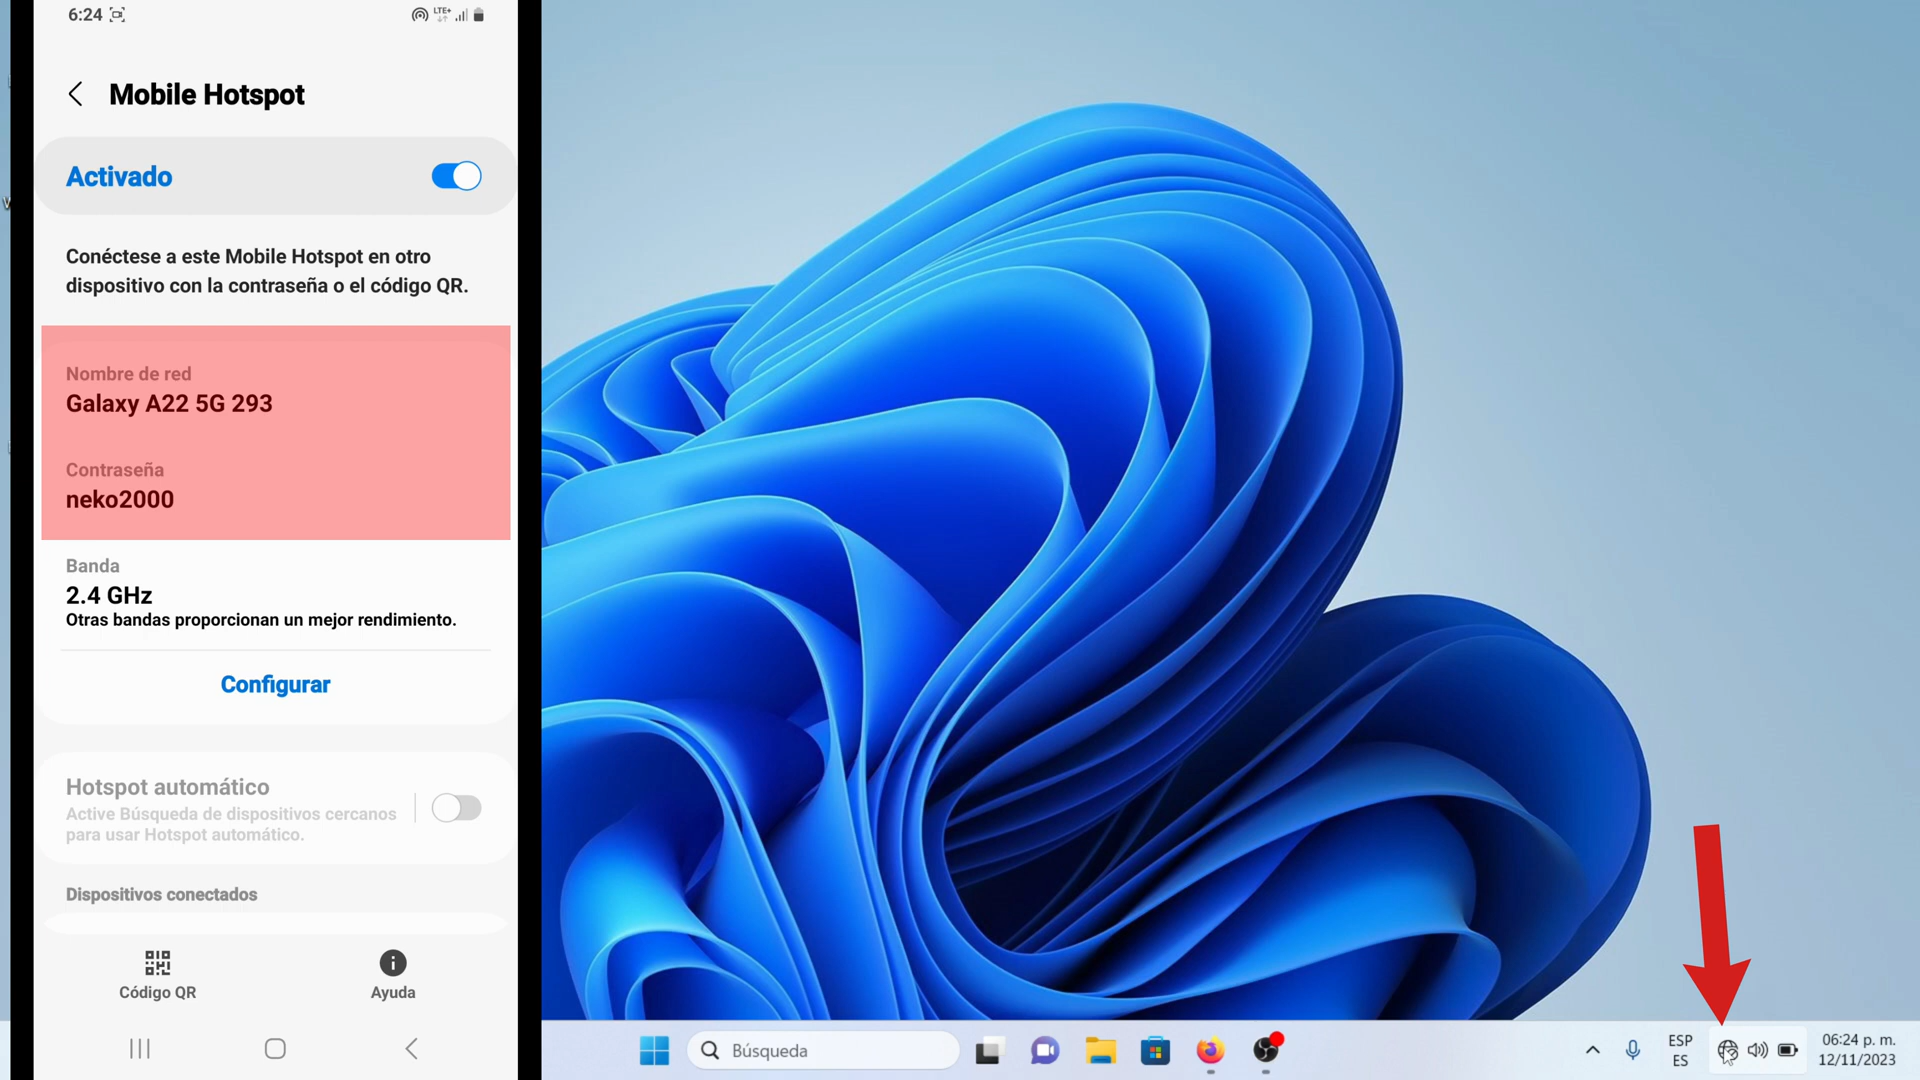 6:24
LTE+
Mobile Hotspot
Activado
Conéctese a este Mobile Hotspot en otro
dispositivo con la contraseña o el código QR.
Nombre de red
Galaxy A22 5G 293
Contraseña
neko2000
Banda
2.4 GHz
Otras bandas proporcionan un mejor rendimiento.
Configurar
Hotspot automático
Active Búsqueda de dispositivos cercanos
para usar Hotspot automático.
Dispositivos conectados
Código QR
Ayuda
Búsqueda
ESP
ES
06:24 p. m.
12/11/2023